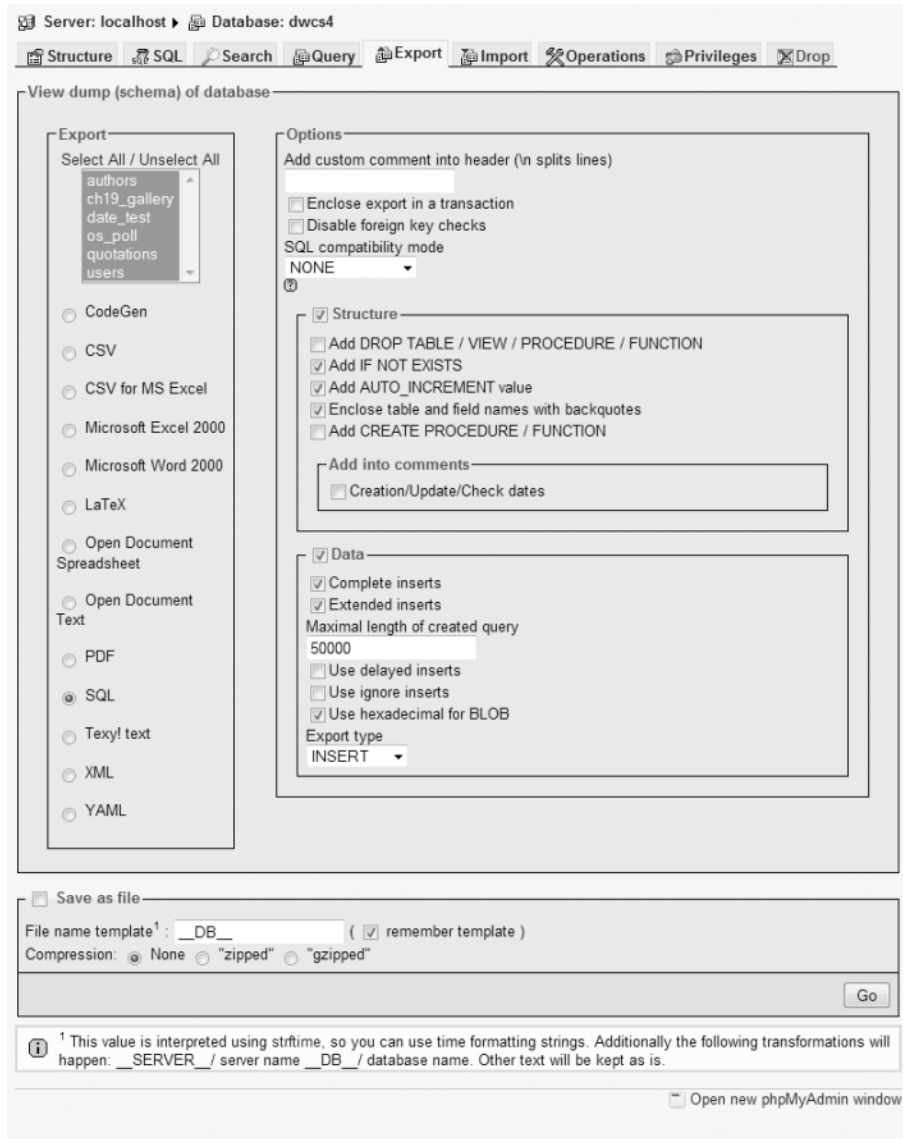 Server: localhost ▸ Database: dwcs4
Structure SQL Search Query Export Import Operations Privileges Drop
View dump (schema) of database
Export
Select All / Unselect All
authors
ch19_gallery
date_test
os_poll
quotations
users
CodeGen
CSV
CSV for MS Excel
Microsoft Excel 2000
Microsoft Word 2000
LaTeX
Open Document
Spreadsheet
Open Document
Text
PDF
SQL
Texy! text
XML
YAML
Options
Add custom comment into header (\n splits lines)
Enclose export in a transaction
Disable foreign key checks
SQL compatibility mode
NONE
Structure
Add DROP TABLE / VIEW / PROCEDURE / FUNCTION
Add IF NOT EXISTS
Add AUTO_INCREMENT value
Enclose table and field names with backquotes
Add CREATE PROCEDURE / FUNCTION
Add into comments
Creation/Update/Check dates
Data
Complete inserts
Extended inserts
Maximal length of created query
50000
Use delayed inserts
Use ignore inserts
Use hexadecimal for BLOB
Export type
INSERT
Save as file
File name template1 : __DB__ ( remember template )
Compression: None "zipped" "gzipped"
Go
1 This value is interpreted using strftime, so you can use time formatting strings. Additionally the following transformations will
happen: __SERVER__/ server name __DB__/ database name. Other text will be kept as is.
Open new phpMyAdmin window